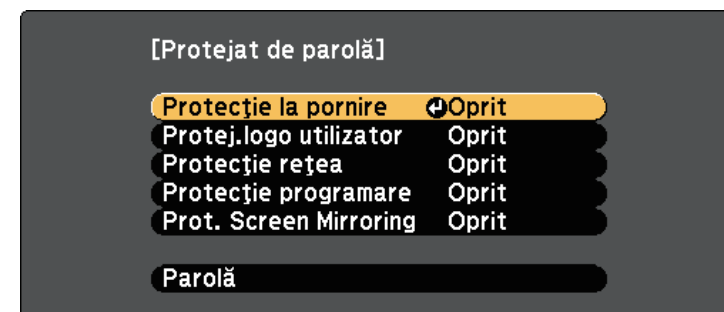 [Protejat de parolă]
Protecţie la pornire Oprit
Protej.logo utilizator Oprit
Protecţie reţea Oprit
Protecţie programare Oprit
Prot. Screen Mirroring Oprit
Parolă